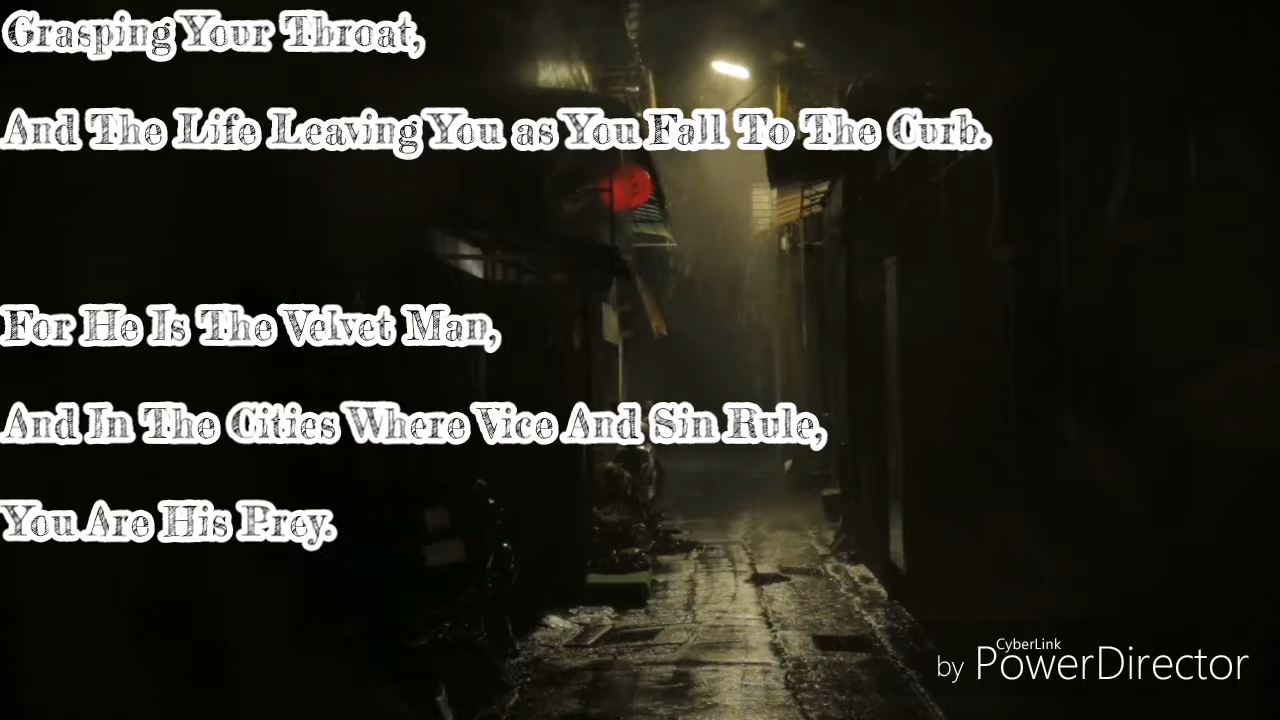 Grasping Your Throat,
And The Life Leaving You as You Fall To The Curb.
For He Is The Velvet Man,
And In The Cities Where Vice And Sin Rule,
You Are His Prey.
CyberLink
by PowerDirector